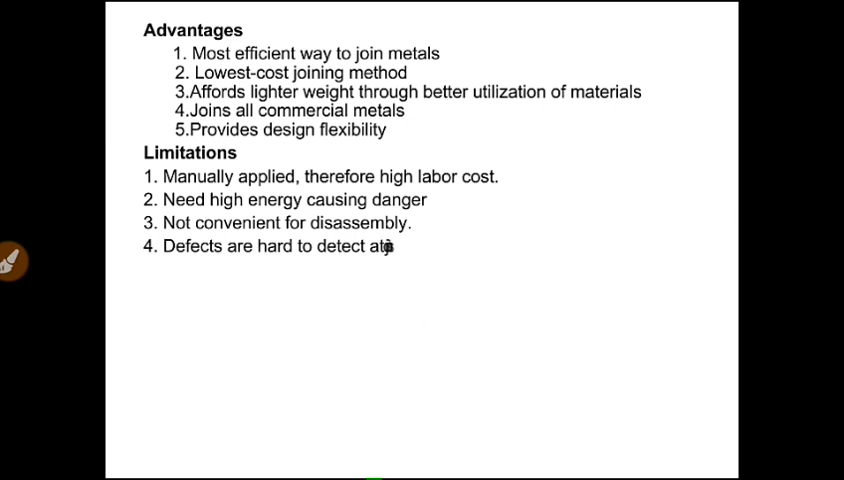 Advantages
1. Most efficient way to join metals
2. Lowest-cost joining method
3.Affords lighter weight through better utilization of materials
4.Joins all commercial metals
5.Provides design flexibility
Limitations
1. Manually applied, therefore high labor cost.
2. Need high energy causing danger
3. Not convenient for disassembly.
4. Defects are hard to detect at